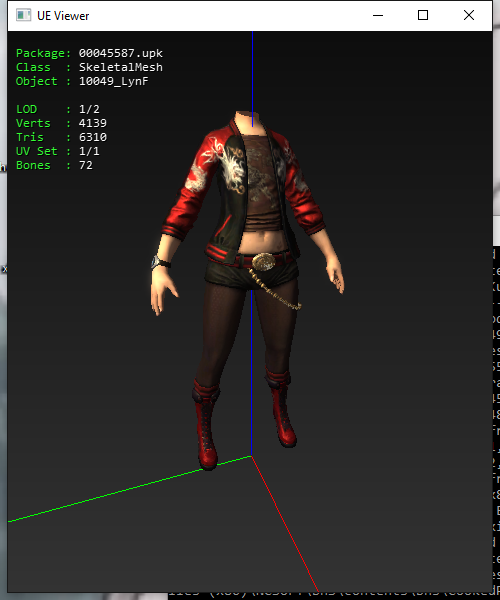 UE Viewer
Package: 00045587.upk
Class : SkeletalMesh
Object : 10049_LynF
LOD : 1/2
Verts : 4139
Tris : 6310
UV Set : 1/1
Bones : 72